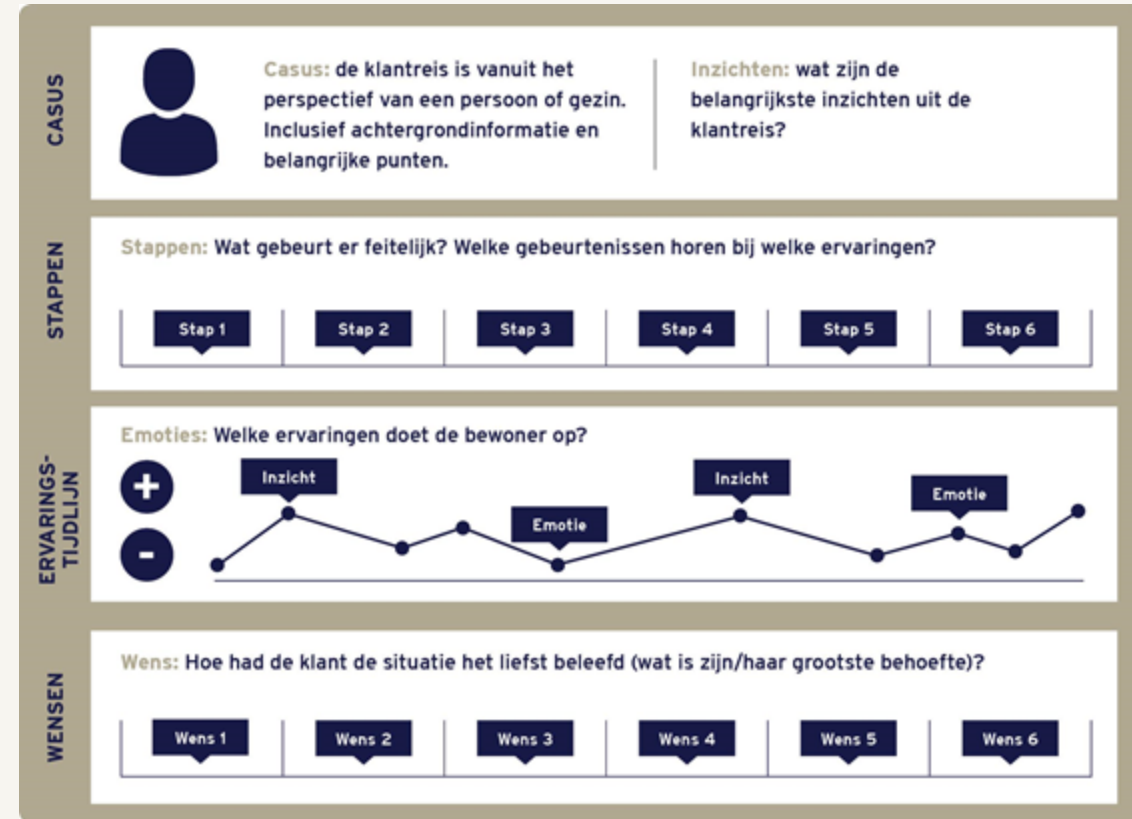 CASUS
Casus: de klantreis is vanuit het
perspectief van een persoon of gezin.
Inclusief achtergrondinformatie en
belangrijke punten.
Inzichten: wat zijn de
belangrijkste inzichten uit de
klantreis?
STAPPEN
Stappen: Wat gebeurt er feitelijk? Welke gebeurtenissen horen bij welke ervaringen?
Stap 1 Stap 2 Stap 3 Stap 4 Stap 5 Stap 6
ERVARINGS-
TIJDLIJN
Emoties: Welke ervaringen doet de bewoner op?
+
-
Inzicht
Emotie
Inzicht
Emotie
WENSEN
Wens: Hoe had de klant de situatie het liefst beleefd (wat is zijn/haar grootste behoefte)?
Wens 1 Wens 2 Wens 3 Wens 4 Wens 5 Wens 6